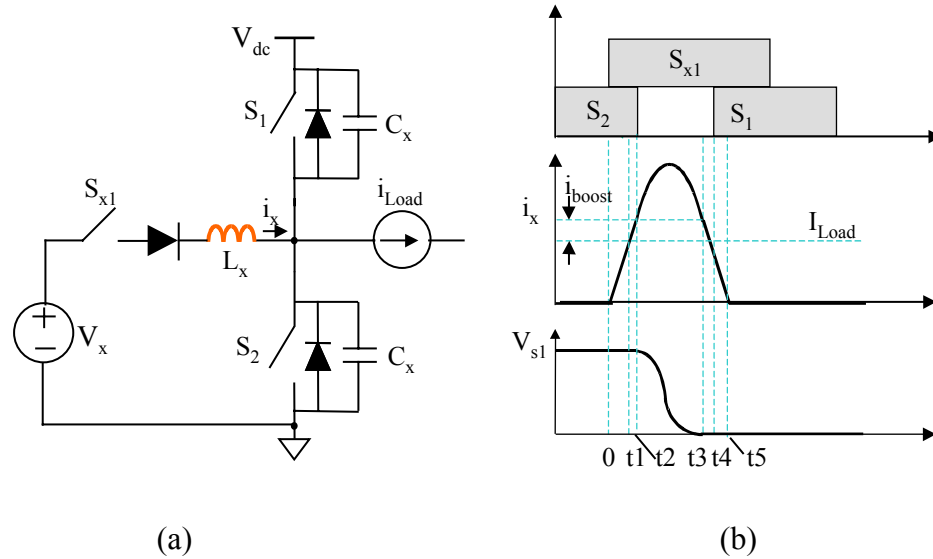 V_dc
S_1
C_x
S_x1
i_x
i_Load
L_x
V_x
S_2
C_x
(a)
S_x1
S_2
S_1
i_x
i_boost
I_Load
V_s1
0 t1 t2 t3 t4 t5
(b)